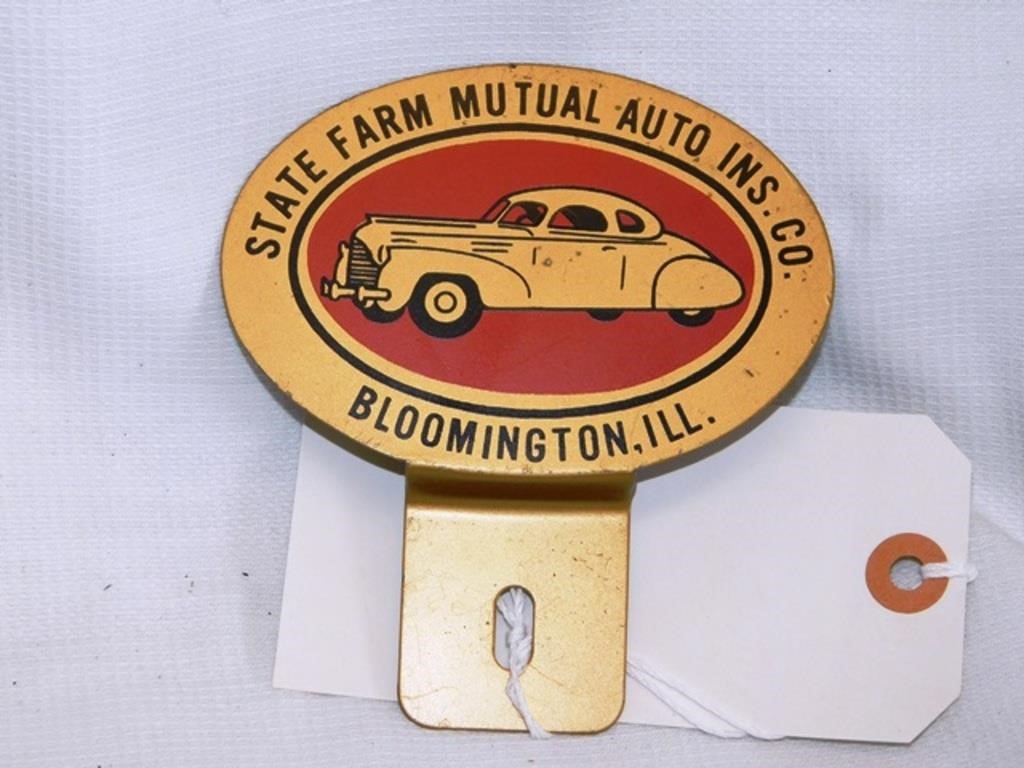 STATE FARM MUTUAL AUTO INS. CO.
BLOOMINGTON, ILL.